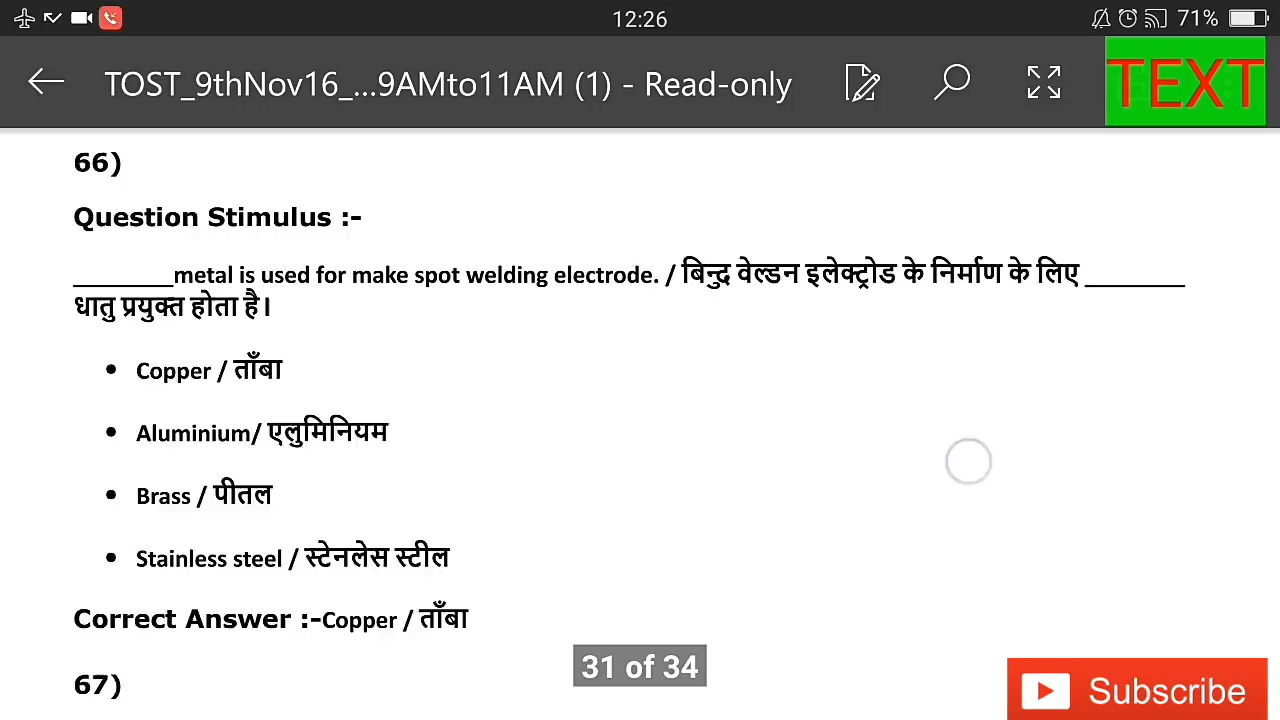 12:26
71%
TOST_9thNov16_...9AMto11AM (1) - Read-only
TEXT
66)
Question Stimulus :-
________metal is used for make spot welding electrode. / बिन्दु वेल्डन इलेक्ट्रोड के निर्माण के लिए ________
धातु प्रयुक्त होता है।
• Copper / ताँबा
• Aluminium/ एलुमिनियम
• Brass / पीतल
• Stainless steel / स्टेनलेस स्टील
Correct Answer :-Copper / ताँबा
31 of 34
67)
Subscribe